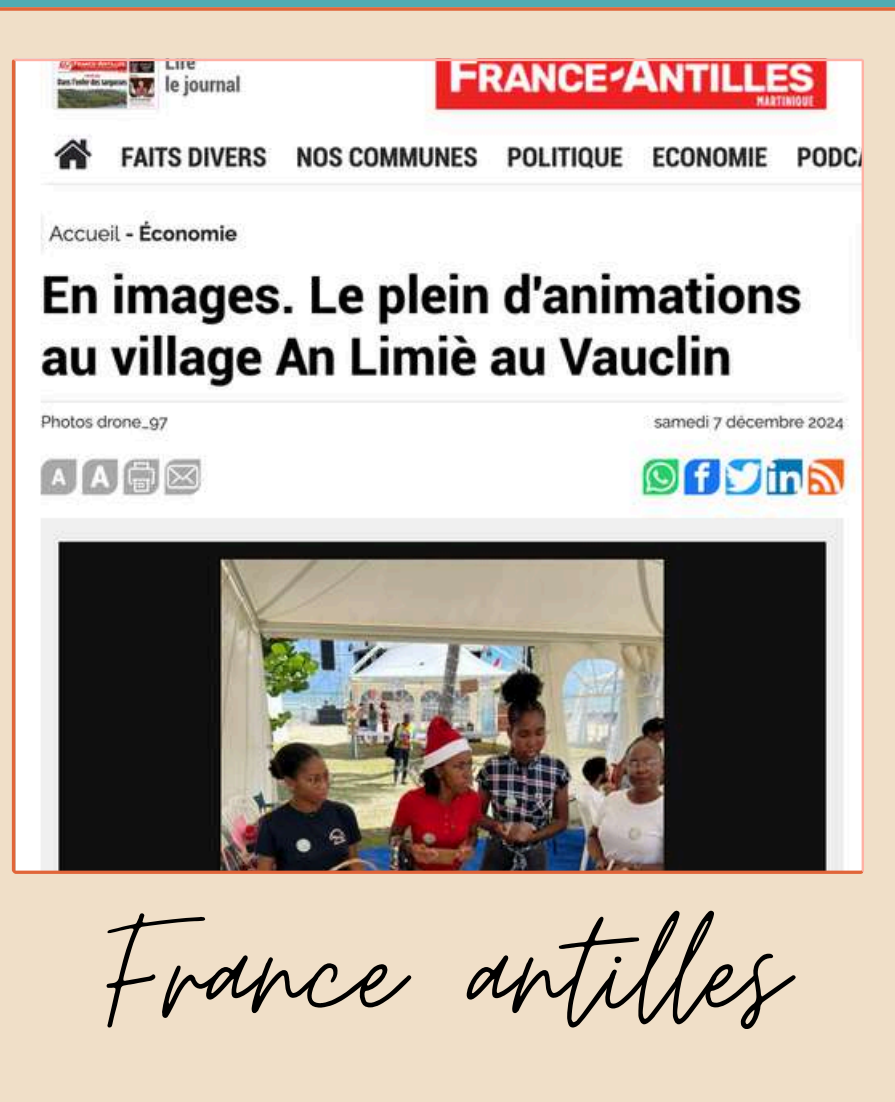 Lire
le journal
FRANCE-ANTILLES
MARTINIQUE
FAITS DIVERS NOS COMMUNES POLITIQUE ECONOMIE PODCA
Accueil - Économie
En images. Le plein d'animations
au village An Limiè au Vauclin
Photos drone_97
samedi 7 décembre 2024
A A
France antilles